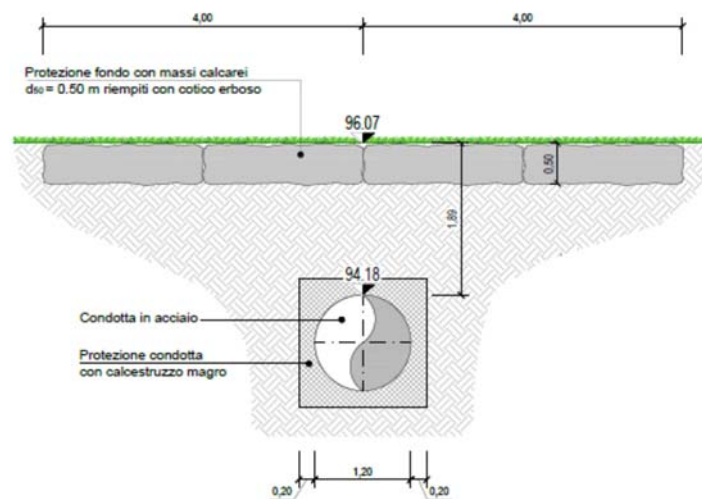 4,00
4,00
Protezione fondo con massi calcarei
d50 = 0.50 m riempiti con cotico erboso
96.07
0,50
1,89
94.18
Condotta in acciaio
Protezione condotta
con calcestruzzo magro
0,20
1,20
0,20